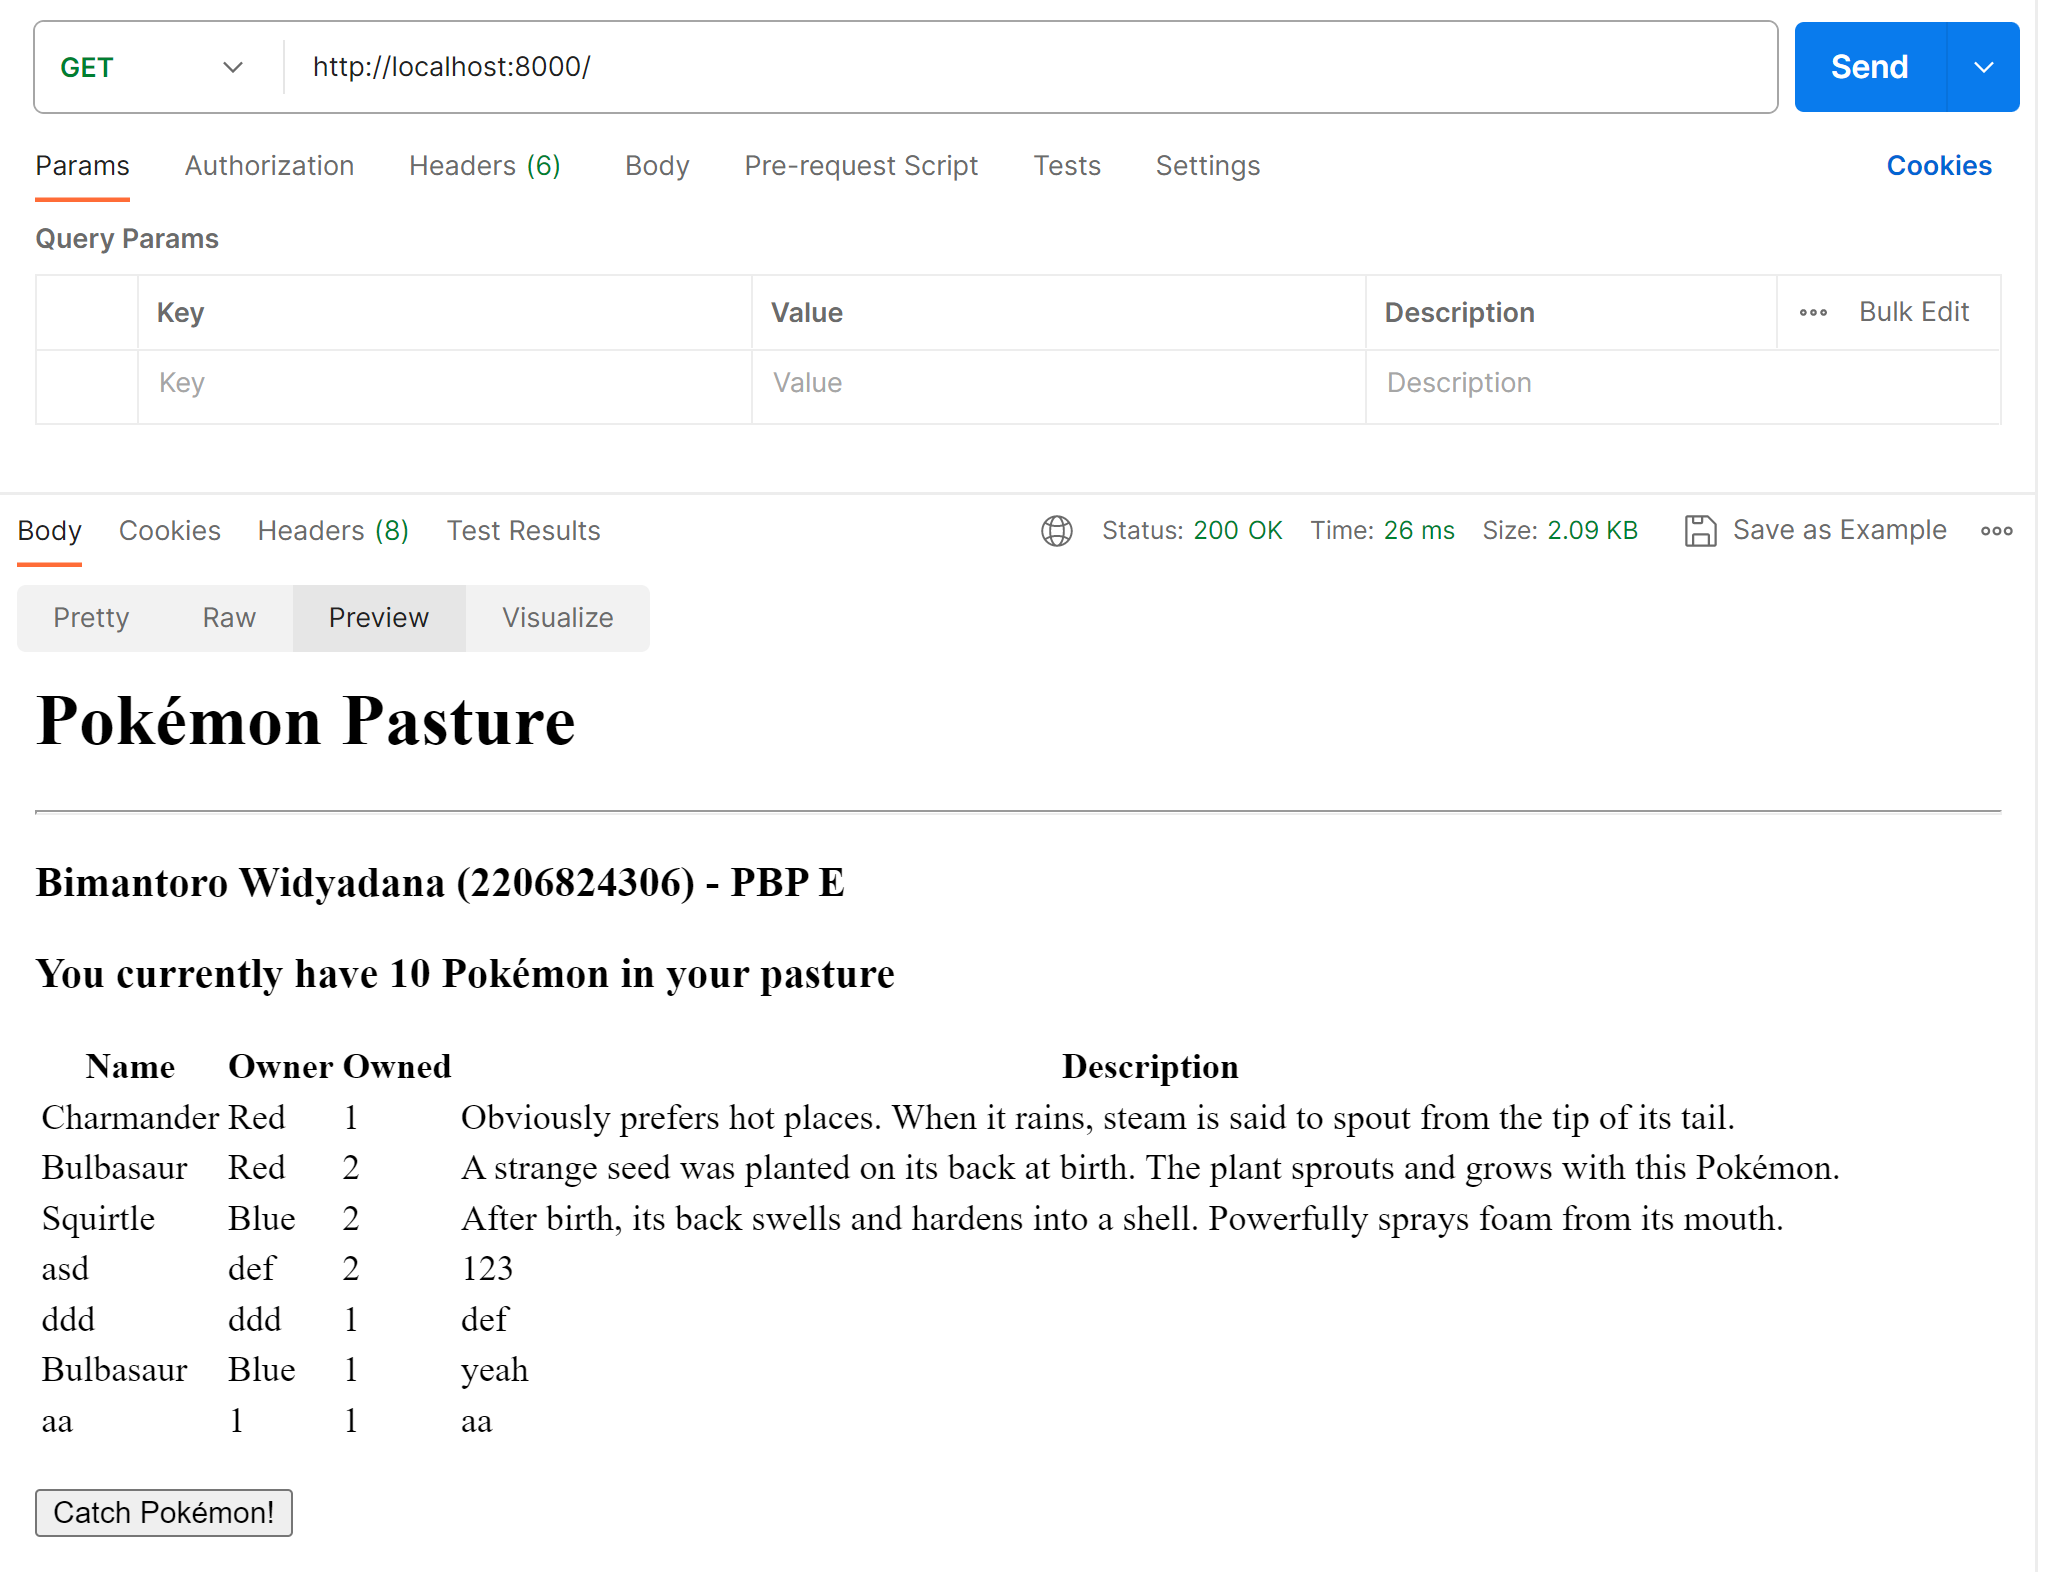 GET http://localhost:8000/ Send
Params Authorization Headers (6) Body Pre-request Script Tests Settings Cookies
Query Params
Key Value Description Bulk Edit
Key Value Description
Body Cookies Headers (8) Test Results Status: 200 OK Time: 26 ms Size: 2.09 KB Save as Example
Pretty Raw Preview Visualize
Pokémon Pasture
Bimantoro Widyadana (2206824306) - PBP E
You currently have 10 Pokémon in your pasture
Name Owner Owned Description
Charmander Red 1 Obviously prefers hot places. When it rains, steam is said to spout from the tip of its tail.
Bulbasaur Red 2 A strange seed was planted on its back at birth. The plant sprouts and grows with this Pokémon.
Squirtle Blue 2 After birth, its back swells and hardens into a shell. Powerfully sprays foam from its mouth.
asd def 2 123
ddd ddd 1 def
Bulbasaur Blue 1 yeah
aa 1 1 aa
Catch Pokémon!